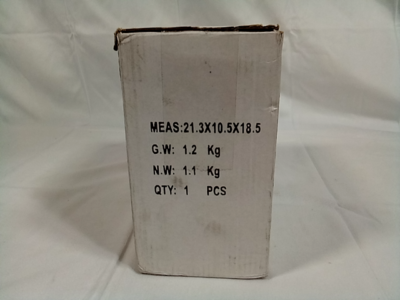 MEAS:21.3X10.5X18.5
G.W: 1.2 Kg
N.W: 1.1 Kg
QTY: 1 PCS